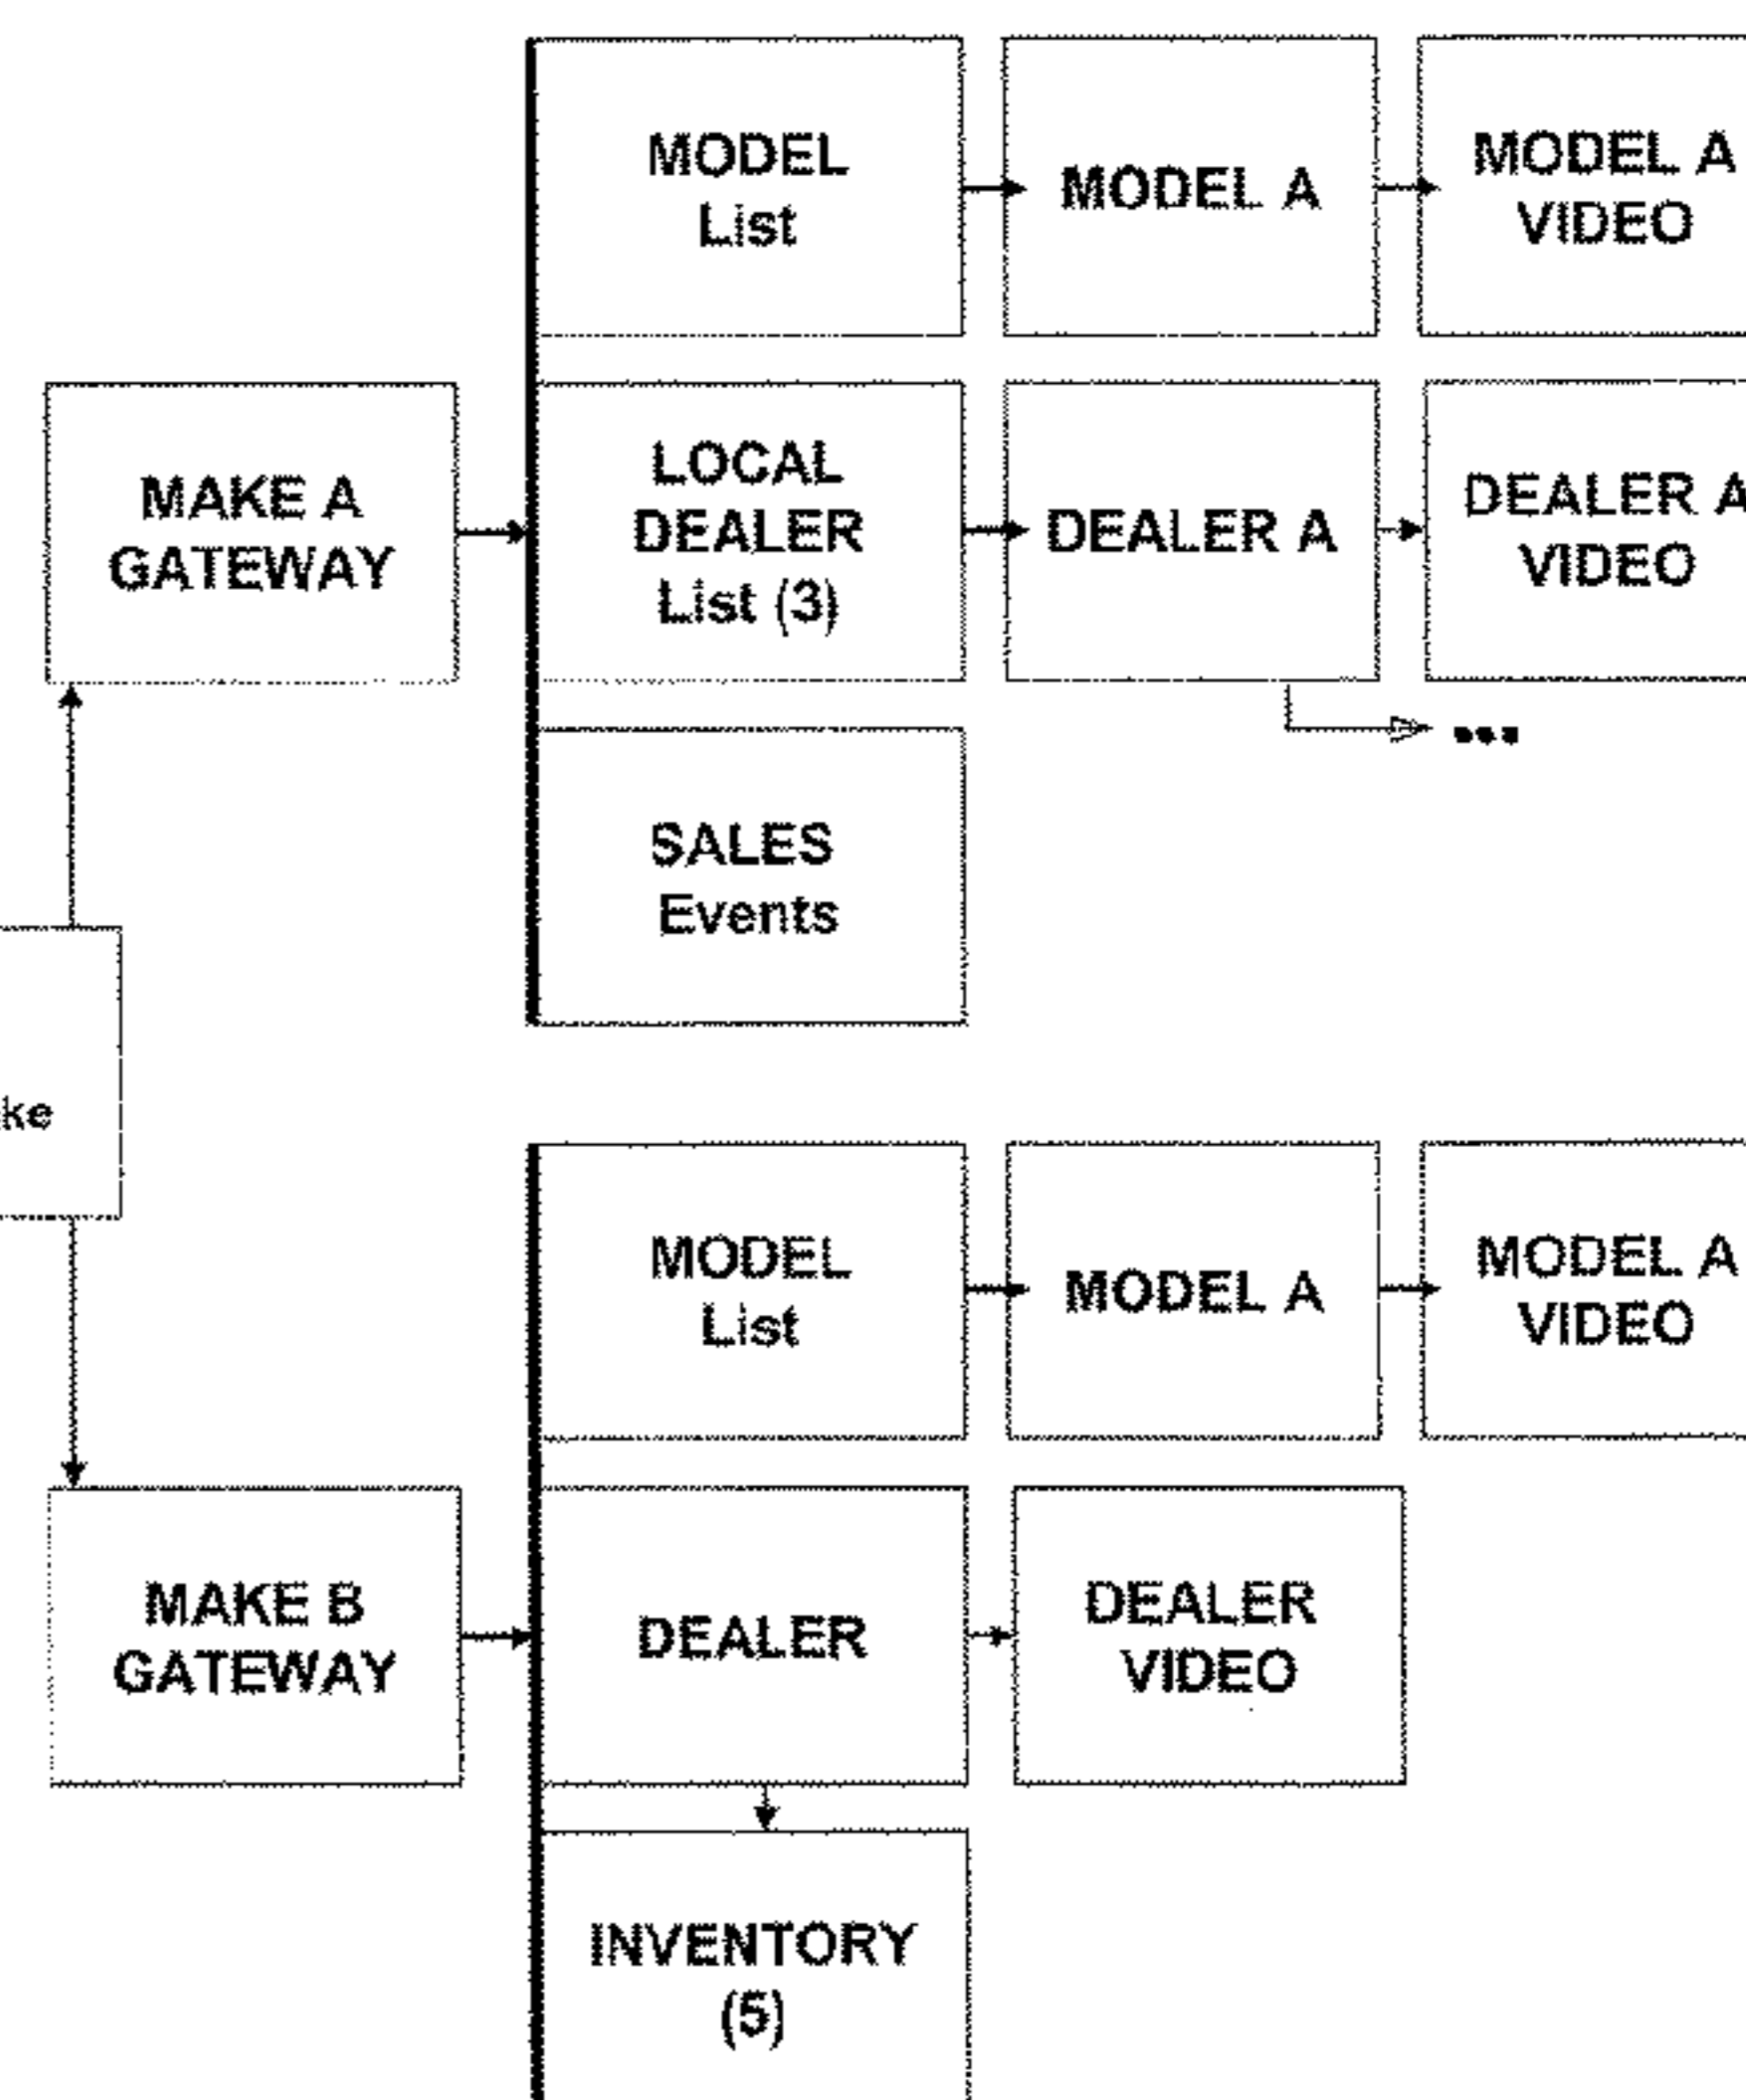 MODEL
List
MODEL A
MODEL A
VIDEO
MAKE A
GATEWAY
LOCAL
DEALER
List (3)
DEALER A
DEALER A
VIDEO
...
SALES
Events
ke
MODEL
List
MODEL A
MODEL A
VIDEO
MAKE B
GATEWAY
DEALER
DEALER
VIDEO
INVENTORY
(5)